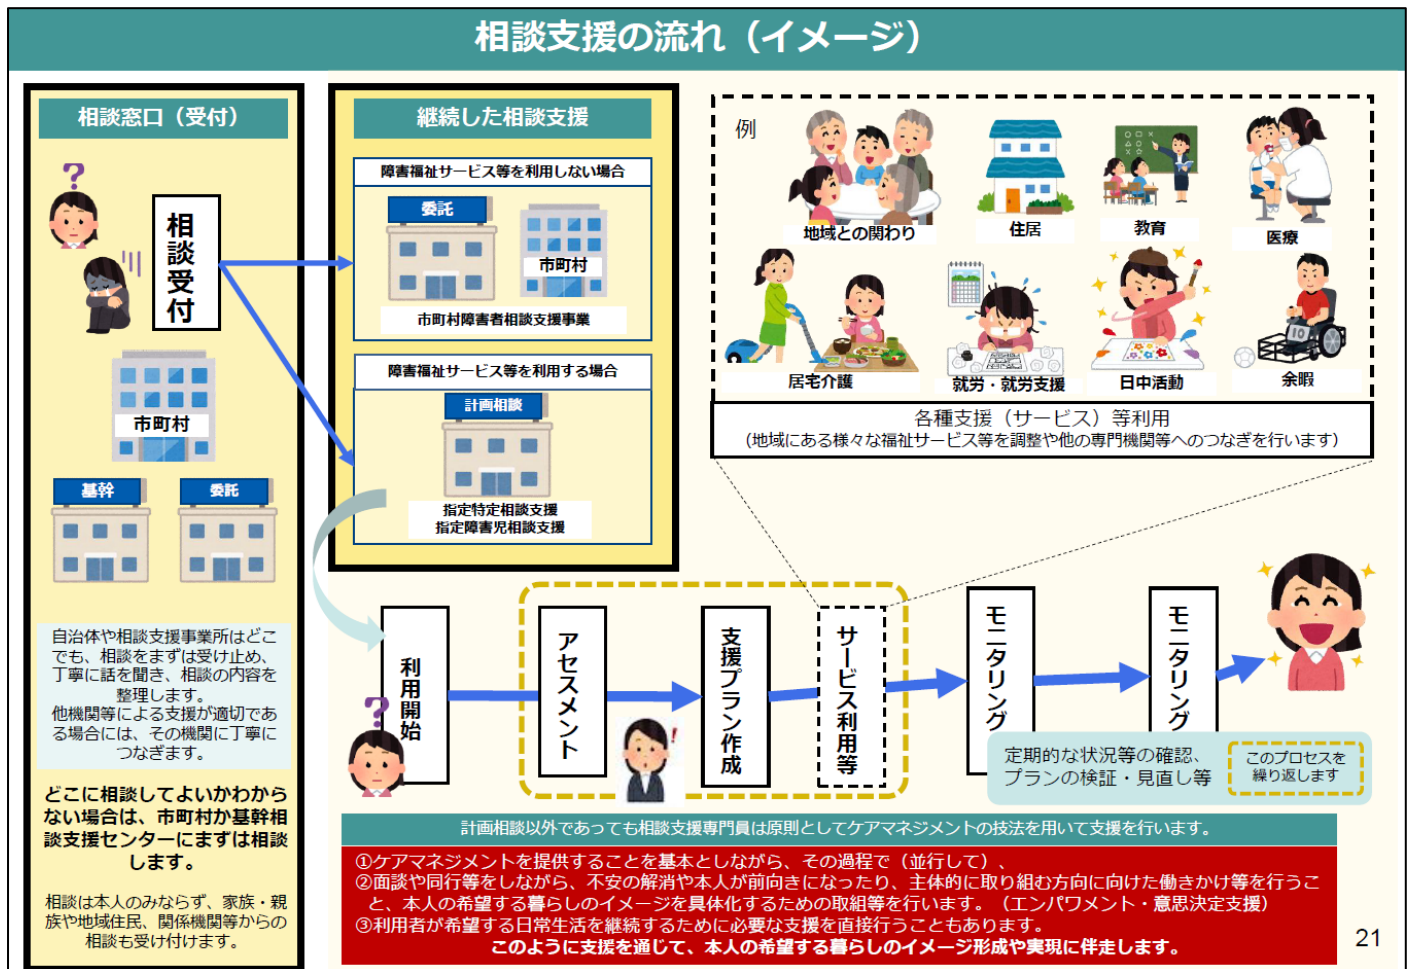 相談支援の流れ（イメージ）
相談窓口（受付）
?
相談受付
市町村
基幹
委託
自治体や相談支援事業所はどこ
でも、相談をまずは受け止め、
丁寧に話を聞き、相談の内容を
整理します。
他機関等による支援が適切であ
る場合には、その機関に丁寧に
つなぎます。
どこに相談してよいかわから
ない場合は、市町村か基幹相
談支援センターにまずは相談
します。
相談は本人のみならず、家族・親
族や地域住民、関係機関等からの
相談も受け付けます。
継続した相談支援
障害福祉サービス等を利用しない場合
委託
市町村
市町村障害者相談支援事業
障害福祉サービス等を利用する場合
計画相談
指定特定相談支援
指定障害児相談支援
例
地域との関わり
住居
教育
医療
居宅介護
就労・就労支援
日中活動
10
余暇
各種支援（サービス）等利用
（地域にある様々な福祉サービス等を調整や他の専門機関等へのつなぎを行います）
?
利用開始
アセスメント
!
支援プラン作成
サービス利用等
モニタリング
モニタリング
定期的な状況等の確認、
プランの検証・見直し等
このプロセスを
繰り返します
計画相談以外であっても相談支援専門員は原則としてケアマネジメントの技法を用いて支援を行います。
①ケアマネジメントを提供することを基本としながら、その過程で（並行して）、
②面談や同行等をしながら、不安の解消や本人が前向きになったり、主体的に取り組む方向に向けた働きかけ等を行うこ
と、本人の希望する暮らしのイメージを具体化するための取組等を行います。（エンパワメント・意思決定支援）
③利用者が希望する日常生活を継続するために必要な支援を直接行うこともあります。
このように支援を通じて、本人の希望する暮らしのイメージ形成や実現に伴走します。
21